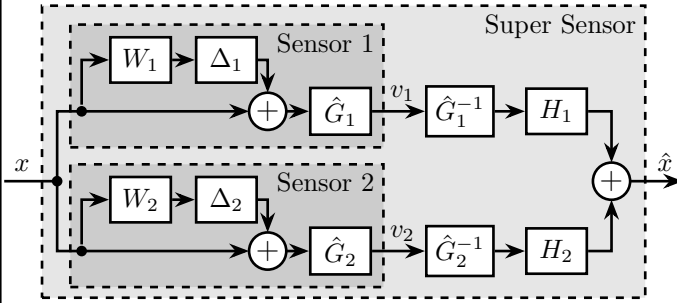 Super Sensor
Sensor 1
W₁ Δ₁
+ Ĝ₁ v₁ Ĝ₁⁻¹ H₁
x + x̂
Sensor 2
W₂ Δ₂
+ Ĝ₂ v₂ Ĝ₂⁻¹ H₂